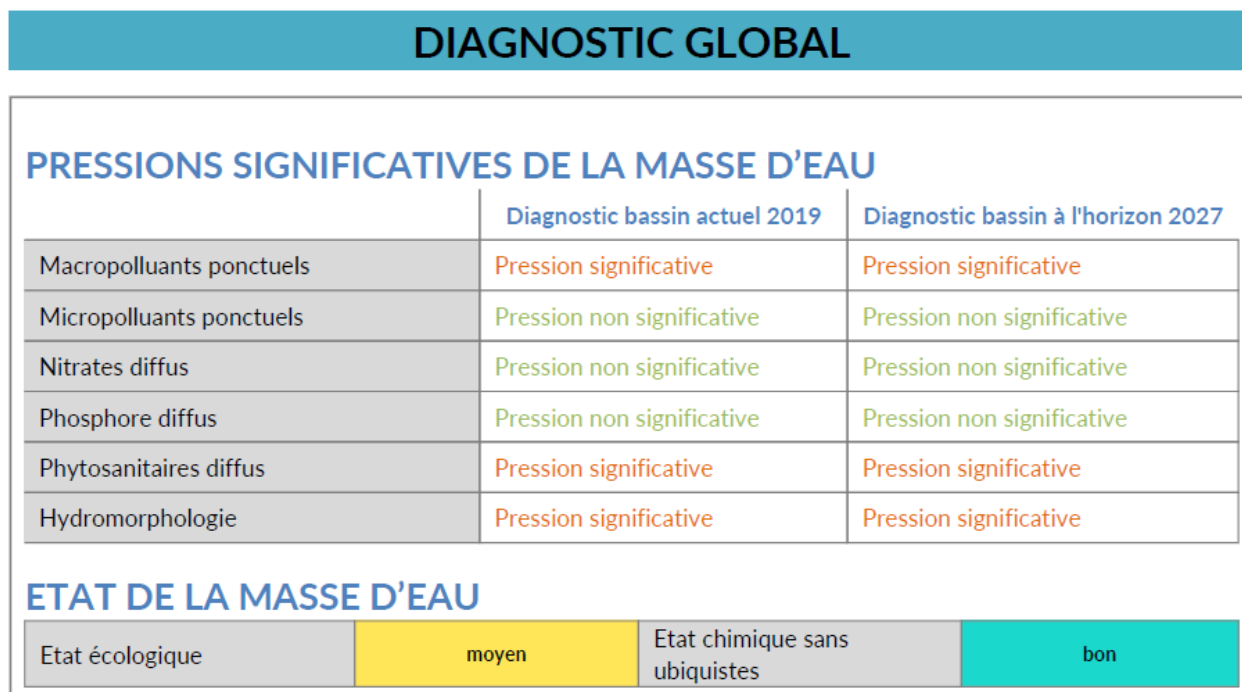 DIAGNOSTIC GLOBAL
PRESSIONS SIGNIFICATIVES DE LA MASSE D’EAU
Diagnostic bassin actuel 2019 Diagnostic bassin à l'horizon 2027
Macropolluants ponctuels Pression significative Pression significative
Micropolluants ponctuels Pression non significative Pression non significative
Nitrates diffus Pression non significative Pression non significative
Phosphore diffus Pression non significative Pression non significative
Phytosanitaires diffus Pression significative Pression significative
Hydromorphologie Pression significative Pression significative
ETAT DE LA MASSE D’EAU
Etat écologique moyen Etat chimique sans
ubiquistes bon